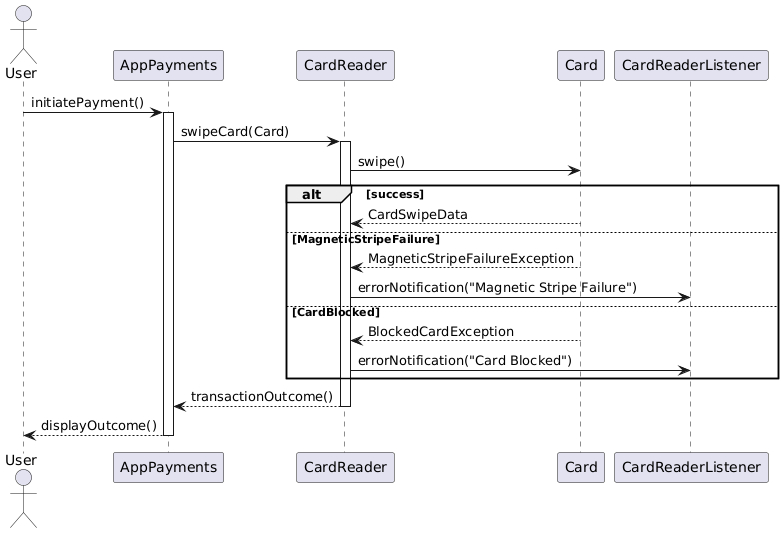 User
AppPayments
CardReader
Card
CardReaderListener
initiatePayment()
swipeCard(Card)
swipe()
alt
[success]
CardSwipeData
[MagneticStripeFailure]
MagneticStripeFailureException
errorNotification("Magnetic Stripe Failure")
[CardBlocked]
BlockedCardException
errorNotification("Card Blocked")
transactionOutcome()
displayOutcome()
User
AppPayments
CardReader
Card
CardReaderListener